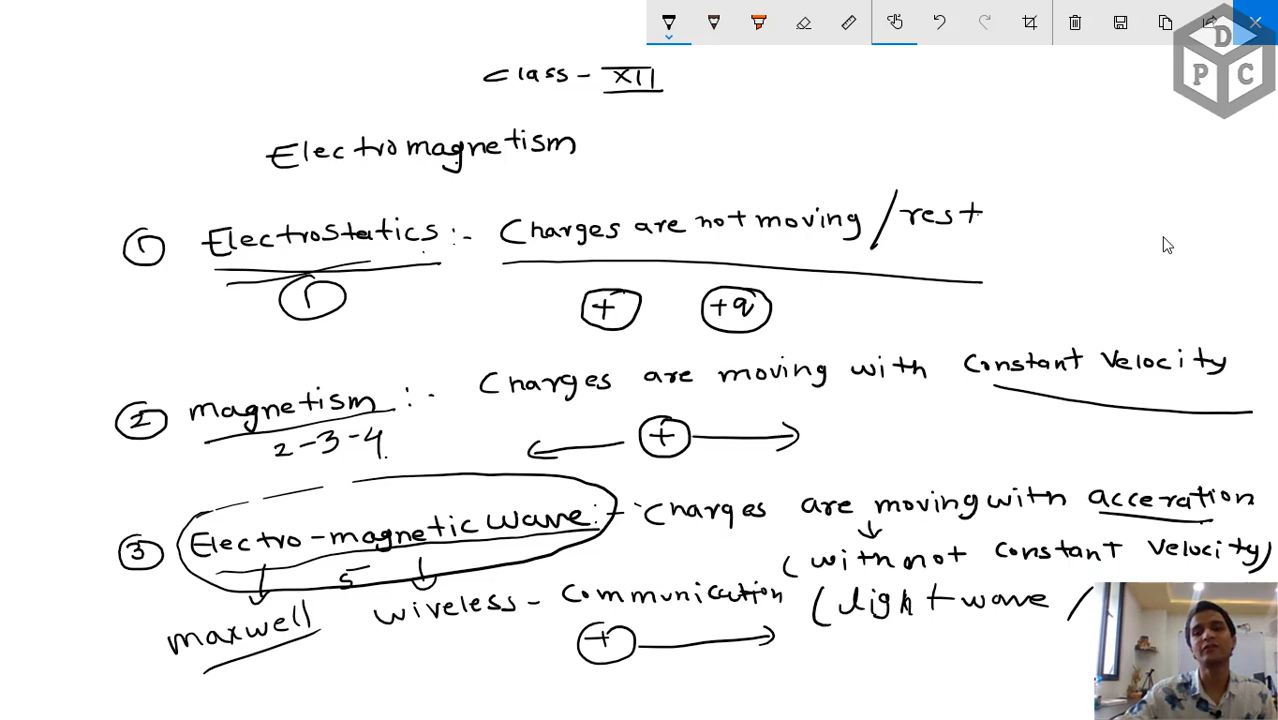 Class - XII
Electromagnetism
① Electrostatics :- Charges are not moving / rest
①
+ +q
② magnetism :- Charges are moving with Constant Velocity
2-3-4
+
③ Electro-magnetic wave :- Charges are moving with acceration
(with not constant Velocity)
5
maxwell wireless - Communication (light wave /
+
D
P C